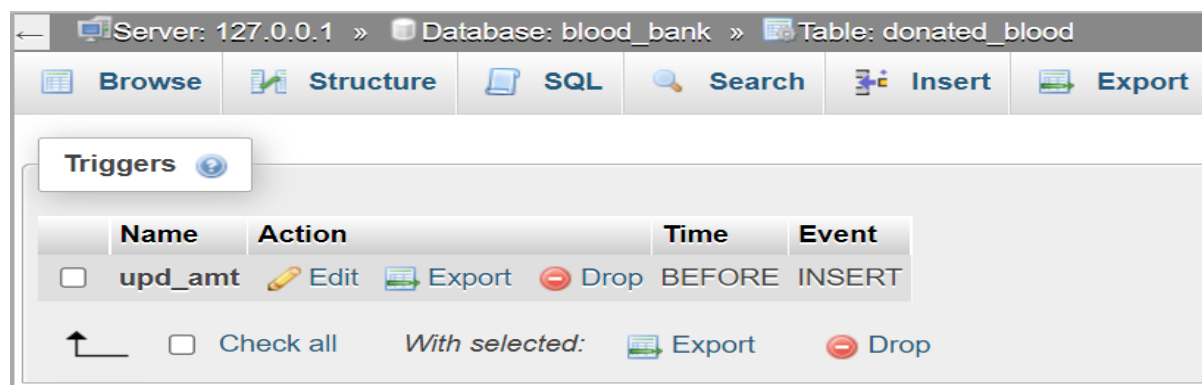 ← Server: 127.0.0.1 » Database: blood_bank » Table: donated_blood
Browse Structure SQL Search Insert Export
Triggers
Name Action Time Event
upd_amt Edit Export Drop BEFORE INSERT
Check all With selected: Export Drop